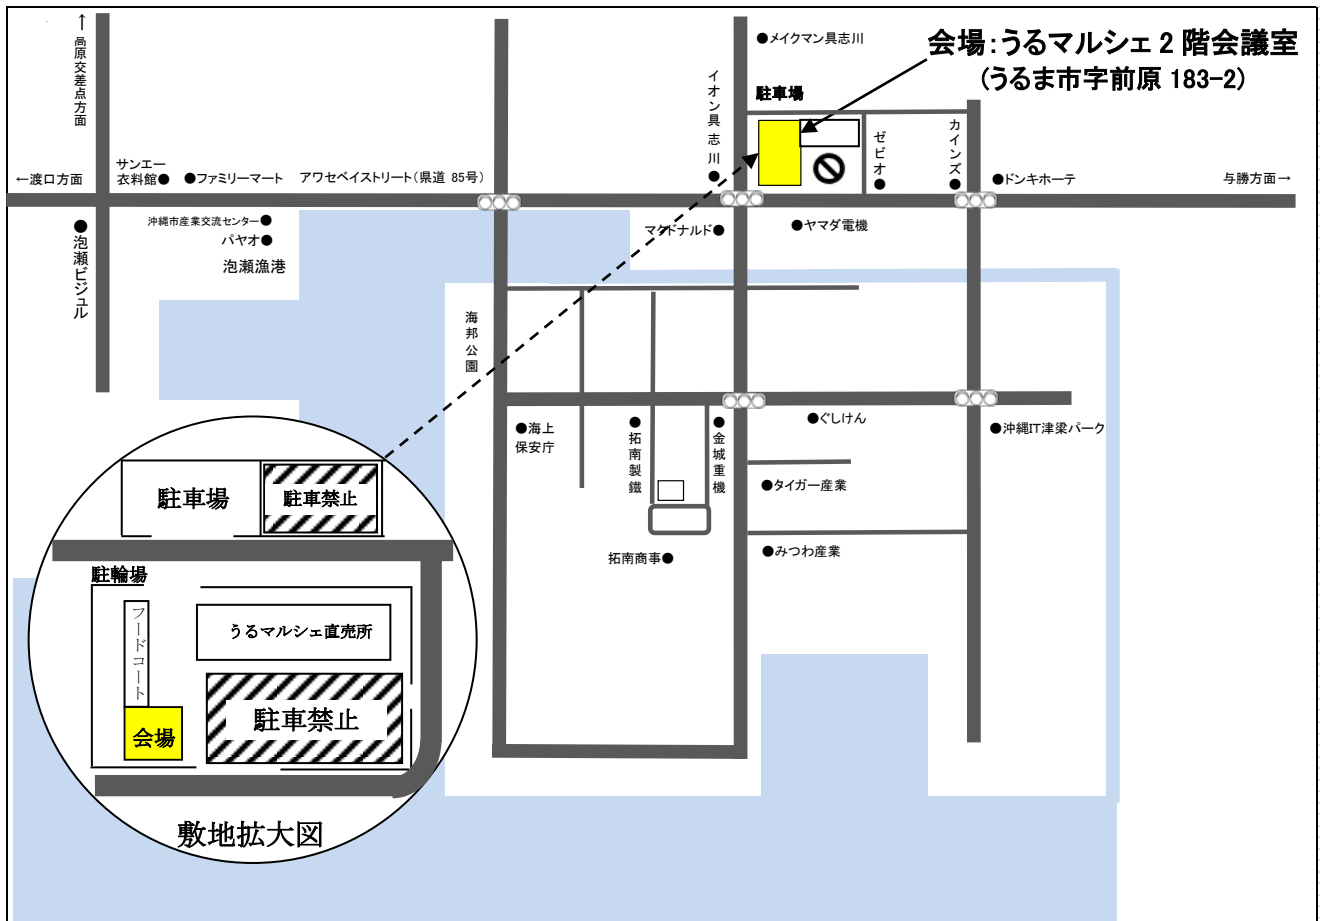 ↑高原交差点方面
●メイクマン具志川
会場：うるマルシェ２階会議室
（うるま市字前原 183-2）
イオン具志川●
駐車場
ゼビオ●
カインズ●
←渡口方面
サンエー
衣料館●
●ファミリーマート
アワセベイストリート（県道 85号）
●ドンキホーテ
与勝方面→
●泡瀬ビジュル
沖縄市産業交流センター●
パヤオ●
泡瀬漁港
マクドナルド●
●ヤマダ電機
海邦公園
●海上
保安庁
●拓南製鐵
●金城重機
●ぐしけん
●沖縄IT津梁パーク
●タイガー産業
●みつわ産業
拓南商事●
駐車場
駐車禁止
駐輪場
フードコート
うるマルシェ直売所
駐車禁止
会場
敷地拡大図